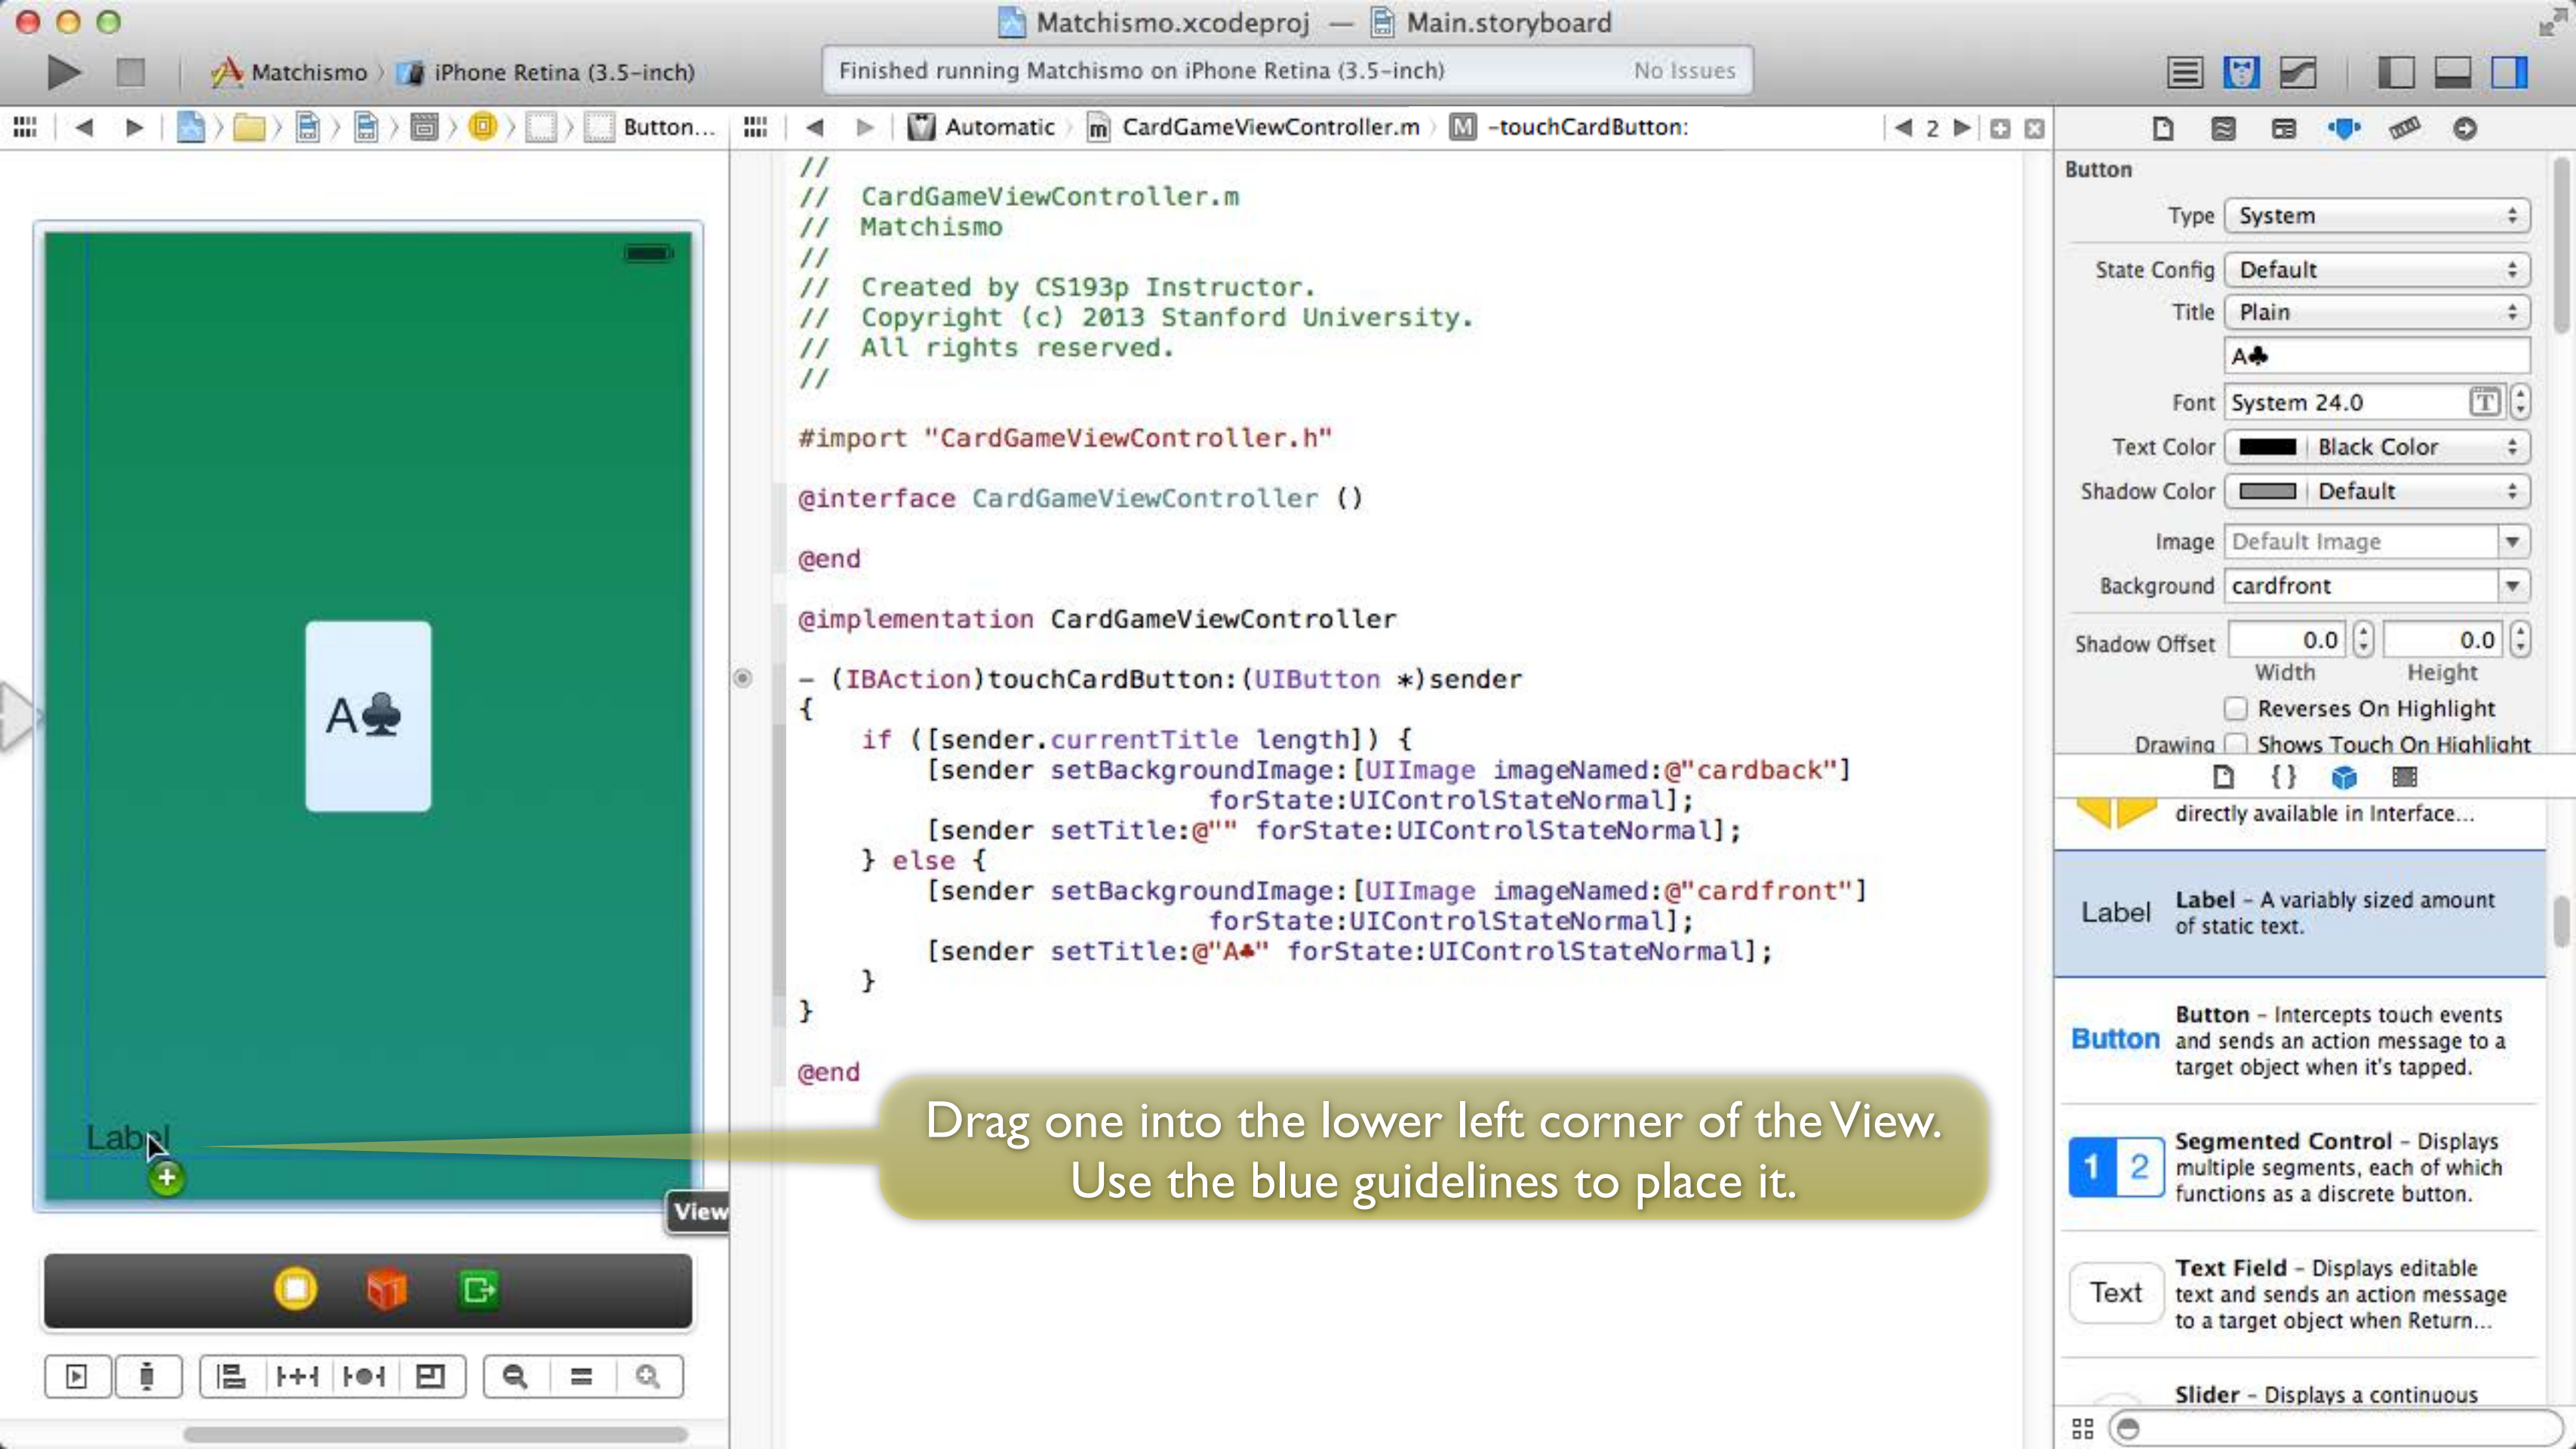 Matchismo.xcodeproj — Main.storyboard
Matchismo
iPhone Retina (3.5-inch)
Finished running Matchismo on iPhone Retina (3.5-inch)
No Issues
Button...
Automatic
CardGameViewController.m
M
-touchCardButton:
2
A♣
Label
View
//
//  CardGameViewController.m
//  Matchismo
//
//  Created by CS193p Instructor.
//  Copyright (c) 2013 Stanford University.
//  All rights reserved.
//
#import "CardGameViewController.h"
@interface CardGameViewController ()
@end
@implementation CardGameViewController
- (IBAction)touchCardButton:(UIButton *)sender
{
    if ([sender.currentTitle length]) {
        [sender setBackgroundImage:[UIImage imageNamed:@"cardback"]
                          forState:UIControlStateNormal];
        [sender setTitle:@"" forState:UIControlStateNormal];
    } else {
        [sender setBackgroundImage:[UIImage imageNamed:@"cardfront"]
                          forState:UIControlStateNormal];
        [sender setTitle:@"A♣" forState:UIControlStateNormal];
    }
}
@end
Drag one into the lower left corner of the View.
Use the blue guidelines to place it.
Button
Type System
State Config Default
Title Plain
A♣
Font System 24.0 T
Text Color Black Color
Shadow Color Default
Image Default Image
Background cardfront
Shadow Offset 0.0 0.0
Width Height
Reverses On Highlight
Drawing Shows Touch On Highlight
{}
directly available in Interface...
Label
Label – A variably sized amount
of static text.
Button
Button – Intercepts touch events
and sends an action message to a
target object when it's tapped.
1 2
Segmented Control – Displays
multiple segments, each of which
functions as a discrete button.
Text
Text Field – Displays editable
text and sends an action message
to a target object when Return...
Slider – Displays a continuous